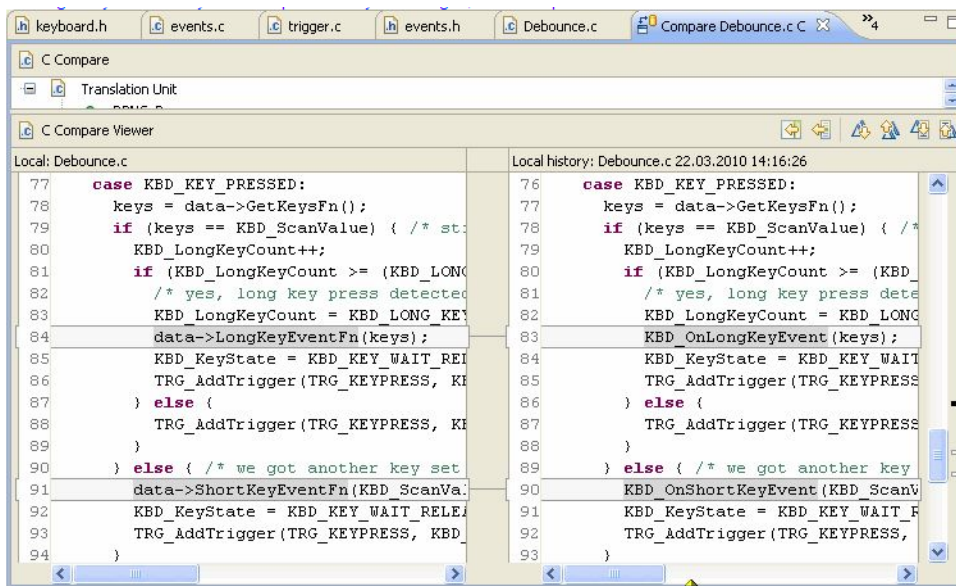 keyboard.h events.c trigger.c events.h Debounce.c Compare Debounce.c C »4
C Compare
Translation Unit
C Compare Viewer
Local: Debounce.c
77 case KBD_KEY_PRESSED:
78 keys = data->GetKeysFn();
79 if (keys == KBD_ScanValue) { /* st
80 KBD_LongKeyCount++;
81 if (KBD_LongKeyCount >= (KBD_LONG
82 /* yes, long key press detected
83 KBD_LongKeyCount = KBD_LONG_KEY
84 data->LongKeyEventFn(keys);
85 KBD_KeyState = KBD_KEY_WAIT_REL
86 TRG_AddTrigger(TRG_KEYPRESS, K
87 } else {
88 TRG_AddTrigger(TRG_KEYPRESS, K
89 }
90 } else { /* we got another key set
91 data->ShortKeyEventFn(KBD_ScanVa
92 KBD_KeyState = KBD_KEY_WAIT_RELE
93 TRG_AddTrigger(TRG_KEYPRESS, KBD_
94 }
Local history: Debounce.c 22.03.2010 14:16:26
76 case KBD_KEY_PRESSED:
77 keys = data->GetKeysFn();
78 if (keys == KBD_ScanValue) { /*
79 KBD_LongKeyCount++;
80 if (KBD_LongKeyCount >= (KBD_
81 /* yes, long key press dete
82 KBD_LongKeyCount = KBD_LONG
83 KBD_OnLongKeyEvent(keys);
84 KBD_KeyState = KBD_KEY_WAIT
85 TRG_AddTrigger(TRG_KEYPRESS
86 } else {
87 TRG_AddTrigger(TRG_KEYPRESS
88 }
89 } else { /* we got another key
90 KBD_OnShortKeyEvent(KBD_Scan
91 KBD_KeyState = KBD_KEY_WAIT_R
92 TRG_AddTrigger(TRG_KEYPRESS,
93 }